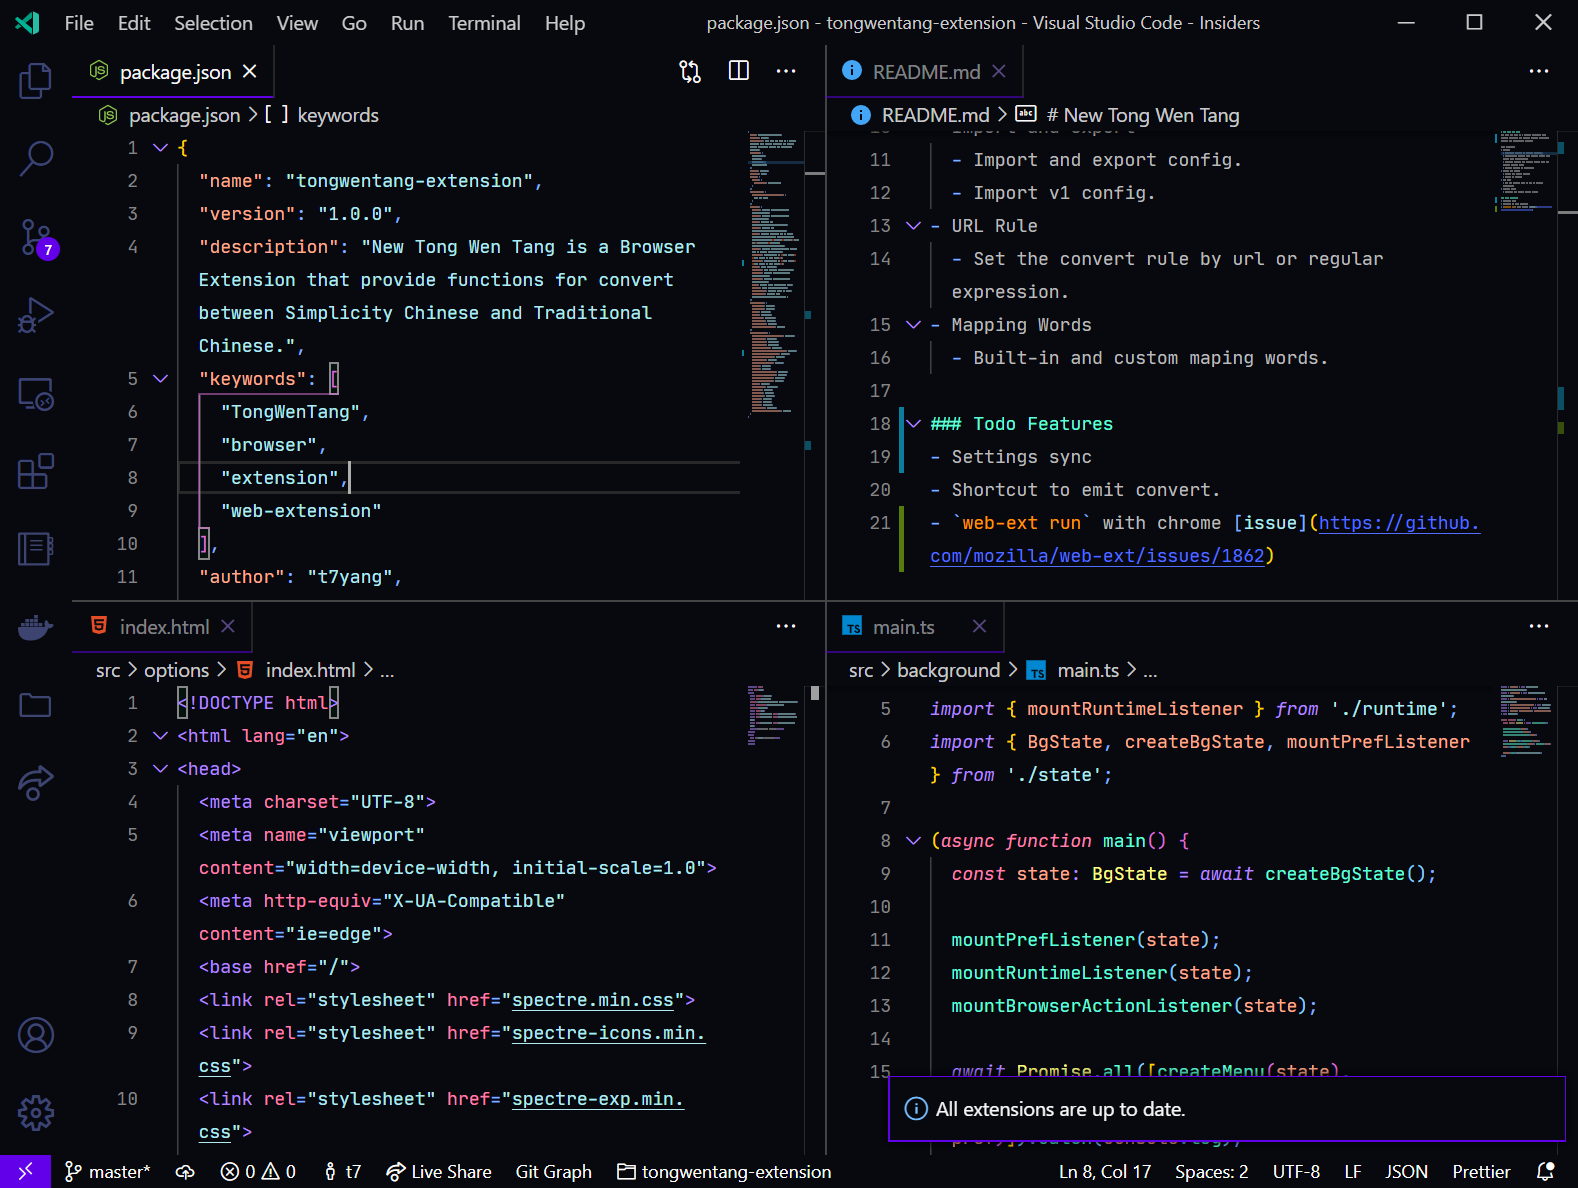 File Edit Selection View Go Run Terminal Help
package.json - tongwentang-extension - Visual Studio Code - Insiders
package.json
package.json > [ ] keywords
1 {
2 "name": "tongwentang-extension",
3 "version": "1.0.0",
4 "description": "New Tong Wen Tang is a Browser
Extension that provide functions for convert
between Simplicity Chinese and Traditional
Chinese.",
5 "keywords": [
6 "TongWenTang",
7 "browser",
8 "extension",
9 "web-extension"
10 ],
11 "author": "t7yang",
7
README.md
README.md > # New Tong Wen Tang
11 - Import and export config.
12 - Import v1 config.
13 - URL Rule
14 - Set the convert rule by url or regular
expression.
15 - Mapping Words
16 - Built-in and custom maping words.
17
18 ### Todo Features
19 - Settings sync
20 - Shortcut to emit convert.
21 - `web-ext run` with chrome [issue](https://github.
com/mozilla/web-ext/issues/1862)
index.html
src > options > index.html > ...
1 <!DOCTYPE html>
2 <html lang="en">
3 <head>
4 <meta charset="UTF-8">
5 <meta name="viewport"
content="width=device-width, initial-scale=1.0">
6 <meta http-equiv="X-UA-Compatible"
content="ie=edge">
7 <base href="/">
8 <link rel="stylesheet" href="spectre.min.css">
9 <link rel="stylesheet" href="spectre-icons.min.
css">
10 <link rel="stylesheet" href="spectre-exp.min.
css">
main.ts
src > background > main.ts > ...
5 import { mountRuntimeListener } from './runtime';
6 import { BgState, createBgState, mountPrefListener
} from './state';
7
8 (async function main() {
9 const state: BgState = await createBgState();
10
11 mountPrefListener(state);
12 mountRuntimeListener(state);
13 mountBrowserActionListener(state);
14
15 await Promise.all([createMenu(state),
All extensions are up to date.
master* 0 0 t7 Live Share Git Graph tongwentang-extension
Ln 8, Col 17 Spaces: 2 UTF-8 LF JSON Prettier